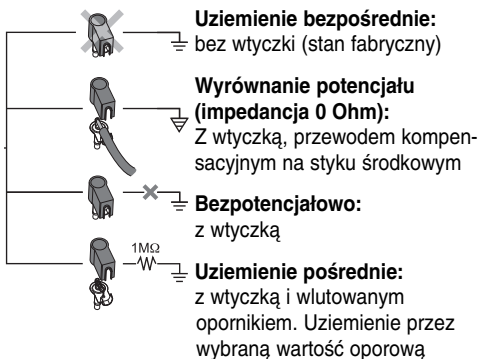 Uziemienie bezpośrednie:
bez wtyczki (stan fabryczny)
Wyrównanie potencjału
(impedancja 0 Ohm):
Z wtyczką, przewodem kompen-
sacyjnym na styku środkowym
Bezpotencjałowo:
z wtyczką
1MΩ
Uziemienie pośrednie:
z wtyczką i wlutowanym
opornikiem. Uziemienie przez
wybraną wartość oporową